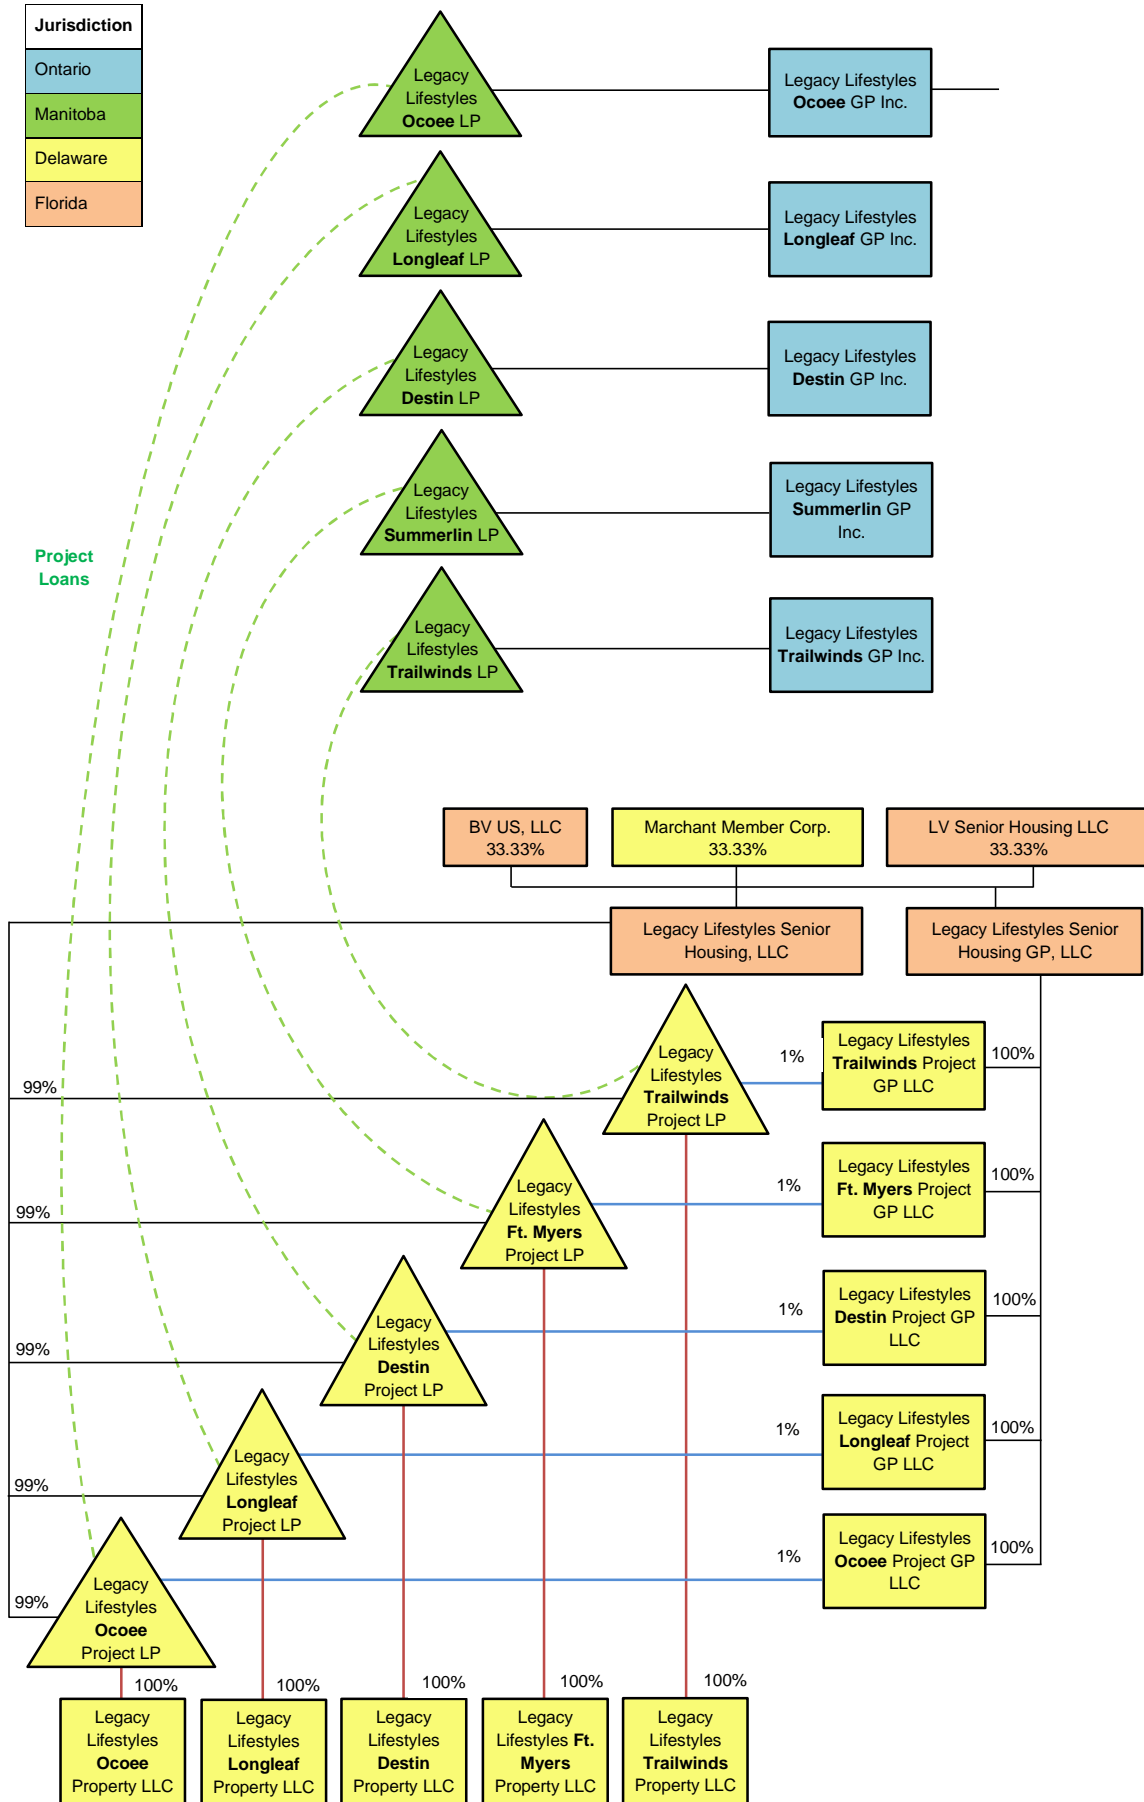 Jurisdiction
Ontario
Manitoba
Delaware
Florida
Legacy
Lifestyles
Ocoee LP
Legacy Lifestyles
Ocoee GP Inc.
Legacy
Lifestyles
Longleaf LP
Legacy Lifestyles
Longleaf GP Inc.
Legacy
Lifestyles
Destin LP
Legacy Lifestyles
Destin GP Inc.
Legacy
Lifestyles
Summerlin LP
Legacy Lifestyles
Summerlin GP
Inc.
Project
Loans
Legacy
Lifestyles
Trailwinds LP
Legacy Lifestyles
Trailwinds GP Inc.
BV US, LLC
33.33%
Marchant Member Corp.
33.33%
LV Senior Housing LLC
33.33%
Legacy Lifestyles Senior
Housing, LLC
Legacy Lifestyles Senior
Housing GP, LLC
99%
Legacy
Lifestyles
Trailwinds
Project LP
1%
Legacy Lifestyles
Trailwinds Project
GP LLC
100%
99%
Legacy
Lifestyles
Ft. Myers
Project LP
1%
Legacy Lifestyles
Ft. Myers Project
GP LLC
100%
99%
Legacy
Lifestyles
Destin
Project LP
1%
Legacy Lifestyles
Destin Project GP
LLC
100%
99%
Legacy
Lifestyles
Longleaf
Project LP
1%
Legacy Lifestyles
Longleaf Project
GP LLC
100%
99%
Legacy
Lifestyles
Ocoee
Project LP
1%
Legacy Lifestyles
Ocoee Project GP
LLC
100%
100%
100%
100%
100%
100%
Legacy
Lifestyles
Ocoee
Property LLC
Legacy
Lifestyles
Longleaf
Property LLC
Legacy
Lifestyles
Destin
Property LLC
Legacy
Lifestyles Ft.
Myers
Property LLC
Legacy
Lifestyles
Trailwinds
Property LLC